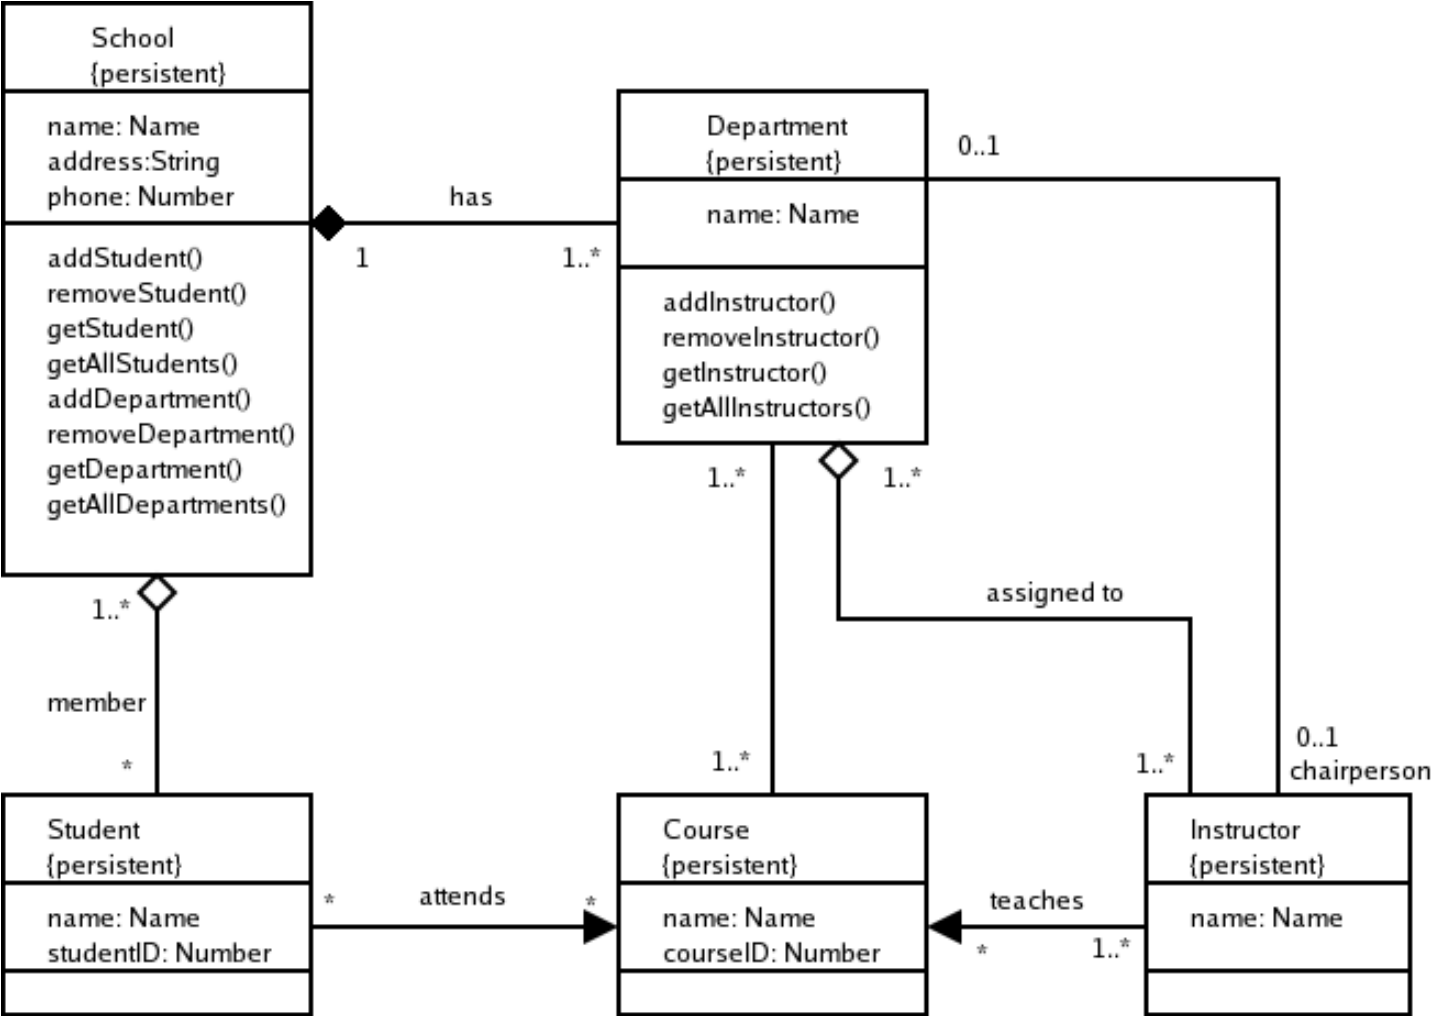 School
{persistent}
name: Name
address:String
phone: Number
addStudent()
removeStudent()
getStudent()
getAllStudents()
addDepartment()
removeDepartment()
getDepartment()
getAllDepartments()
has
1
1..*
Department
{persistent}
name: Name
addInstructor()
removeInstructor()
getInstructor()
getAllInstructors()
0..1
1..*
1..*
1..*
member
*
assigned to
1..*
1..*
0..1
chairperson
Student
{persistent}
name: Name
studentID: Number
*
attends
*
Course
{persistent}
name: Name
courseID: Number
teaches
*
1..*
Instructor
{persistent}
name: Name